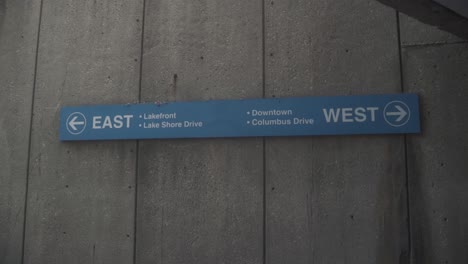 EAST
• Lakefront
• Lake Shore Drive
• Downtown
• Columbus Drive
WEST